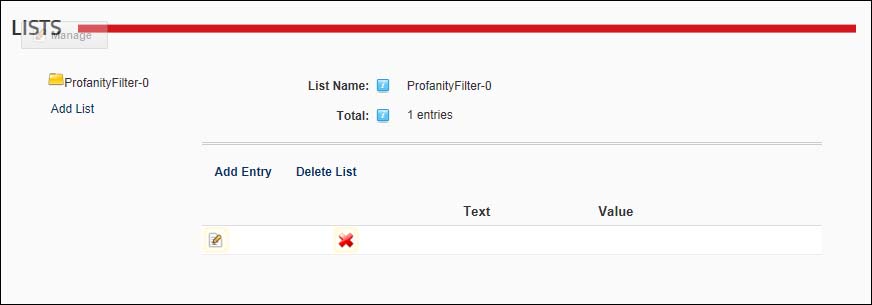 LISTS
Manage
ProfanityFilter-0
Add List
List Name: ProfanityFilter-0
Total: 1 entries
Add Entry Delete List
Text Value